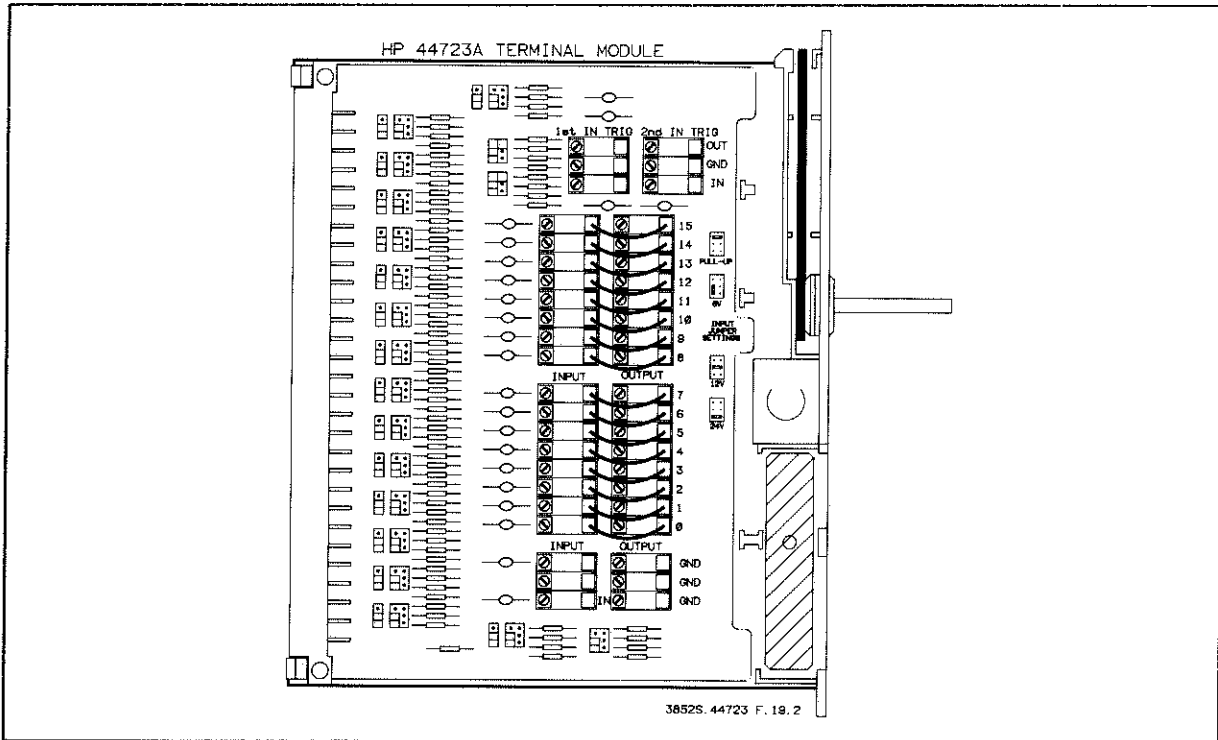 HP 44723A TERMINAL MODULE
1st IN TRIG 2nd IN TRIG
OUT
GND
IN
15
14
PULL-UP
13
12
6V
11
10
INPUT
JUMPER
SETTINGS
9
8
12V
INPUT OUTPUT
7
24V
6
5
4
3
2
1
0
INPUT OUTPUT
GND
GND
IN GND
3852S.44723 F.19.2